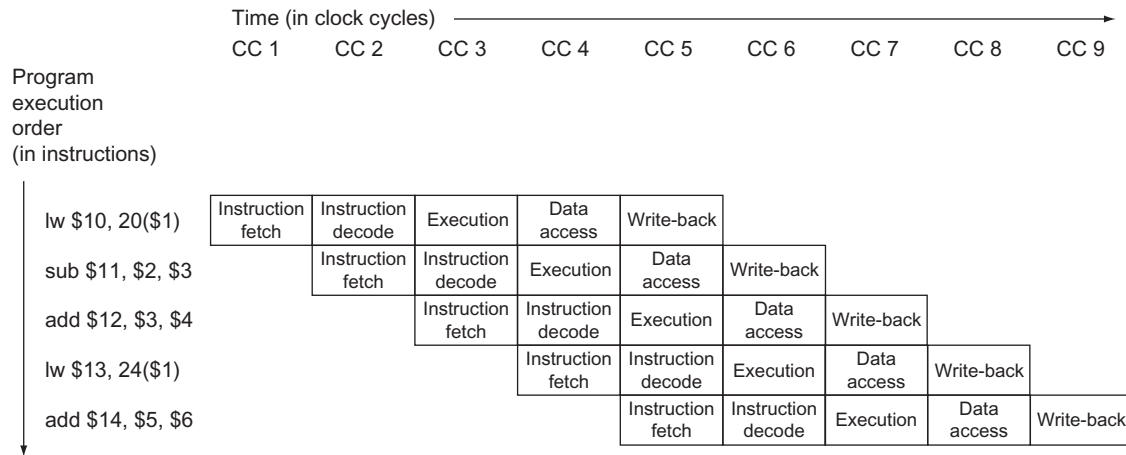 Time (in clock cycles)
CC 1 CC 2 CC 3 CC 4 CC 5 CC 6 CC 7 CC 8 CC 9
Program
execution
order
(in instructions)
lw $10, 20($1)
Instruction
fetch
Instruction
decode
Execution
Data
access
Write-back
sub $11, $2, $3
Instruction
fetch
Instruction
decode
Execution
Data
access
Write-back
add $12, $3, $4
Instruction
fetch
Instruction
decode
Execution
Data
access
Write-back
lw $13, 24($1)
Instruction
fetch
Instruction
decode
Execution
Data
access
Write-back
add $14, $5, $6
Instruction
fetch
Instruction
decode
Execution
Data
access
Write-back